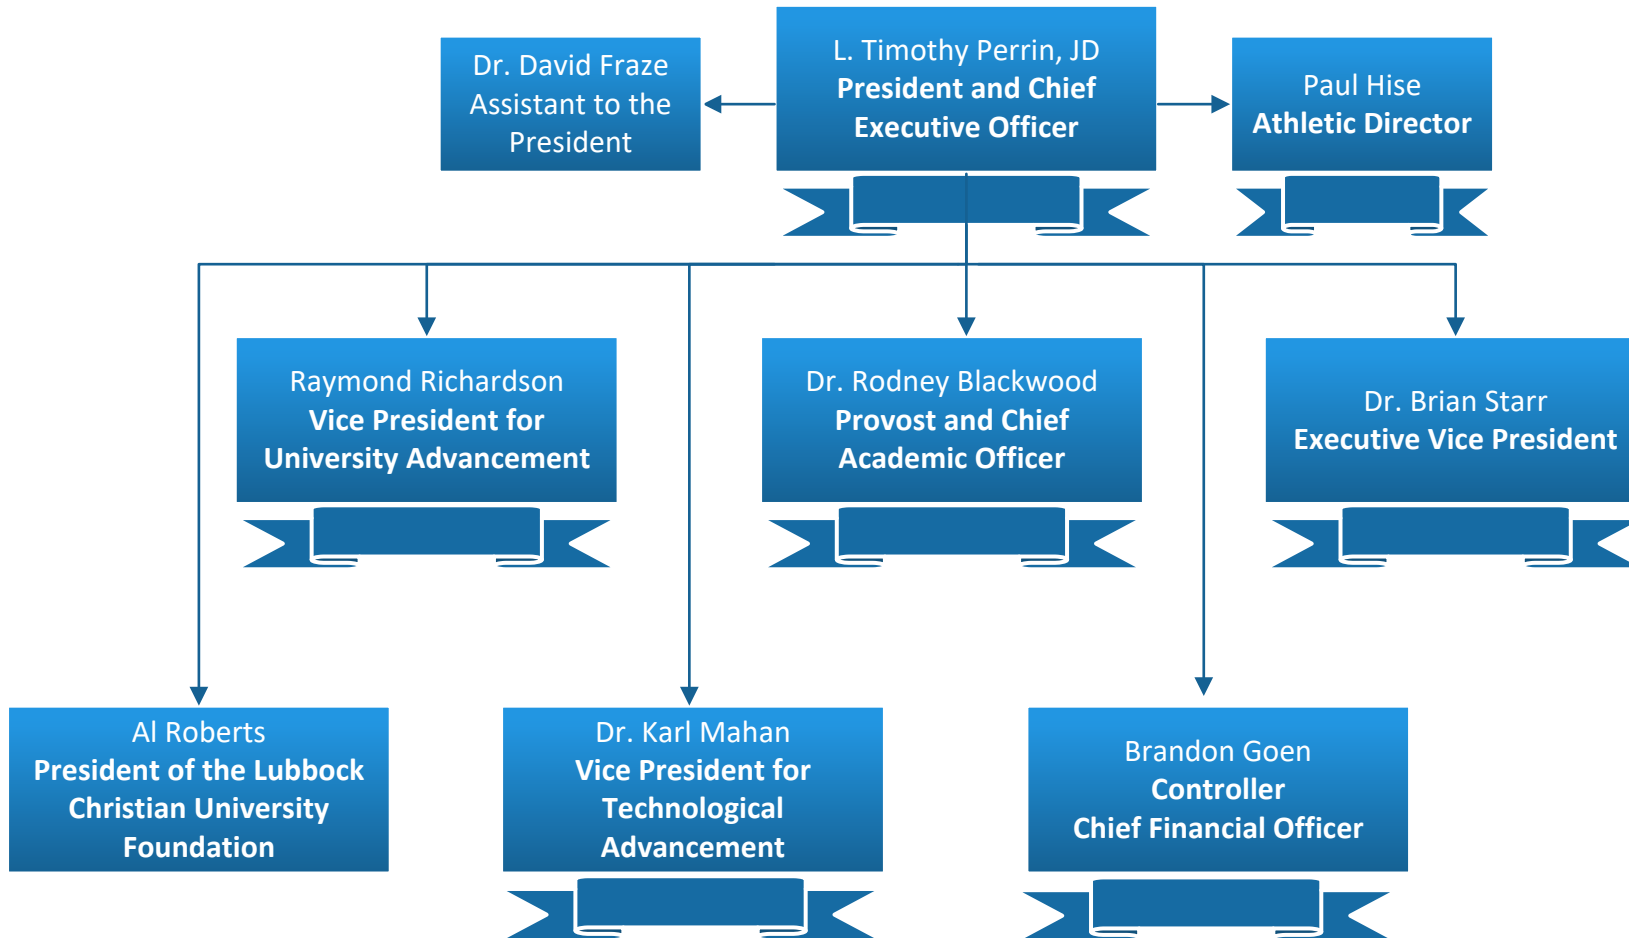 Dr. David Fraze
Assistant to the
President
L. Timothy Perrin, JD
President and Chief
Executive Officer
Paul Hise
Athletic Director
Raymond Richardson
Vice President for
University Advancement
Dr. Rodney Blackwood
Provost and Chief
Academic Officer
Dr. Brian Starr
Executive Vice President
Al Roberts
President of the Lubbock
Christian University
Foundation
Dr. Karl Mahan
Vice President for
Technological
Advancement
Brandon Goen
Controller
Chief Financial Officer